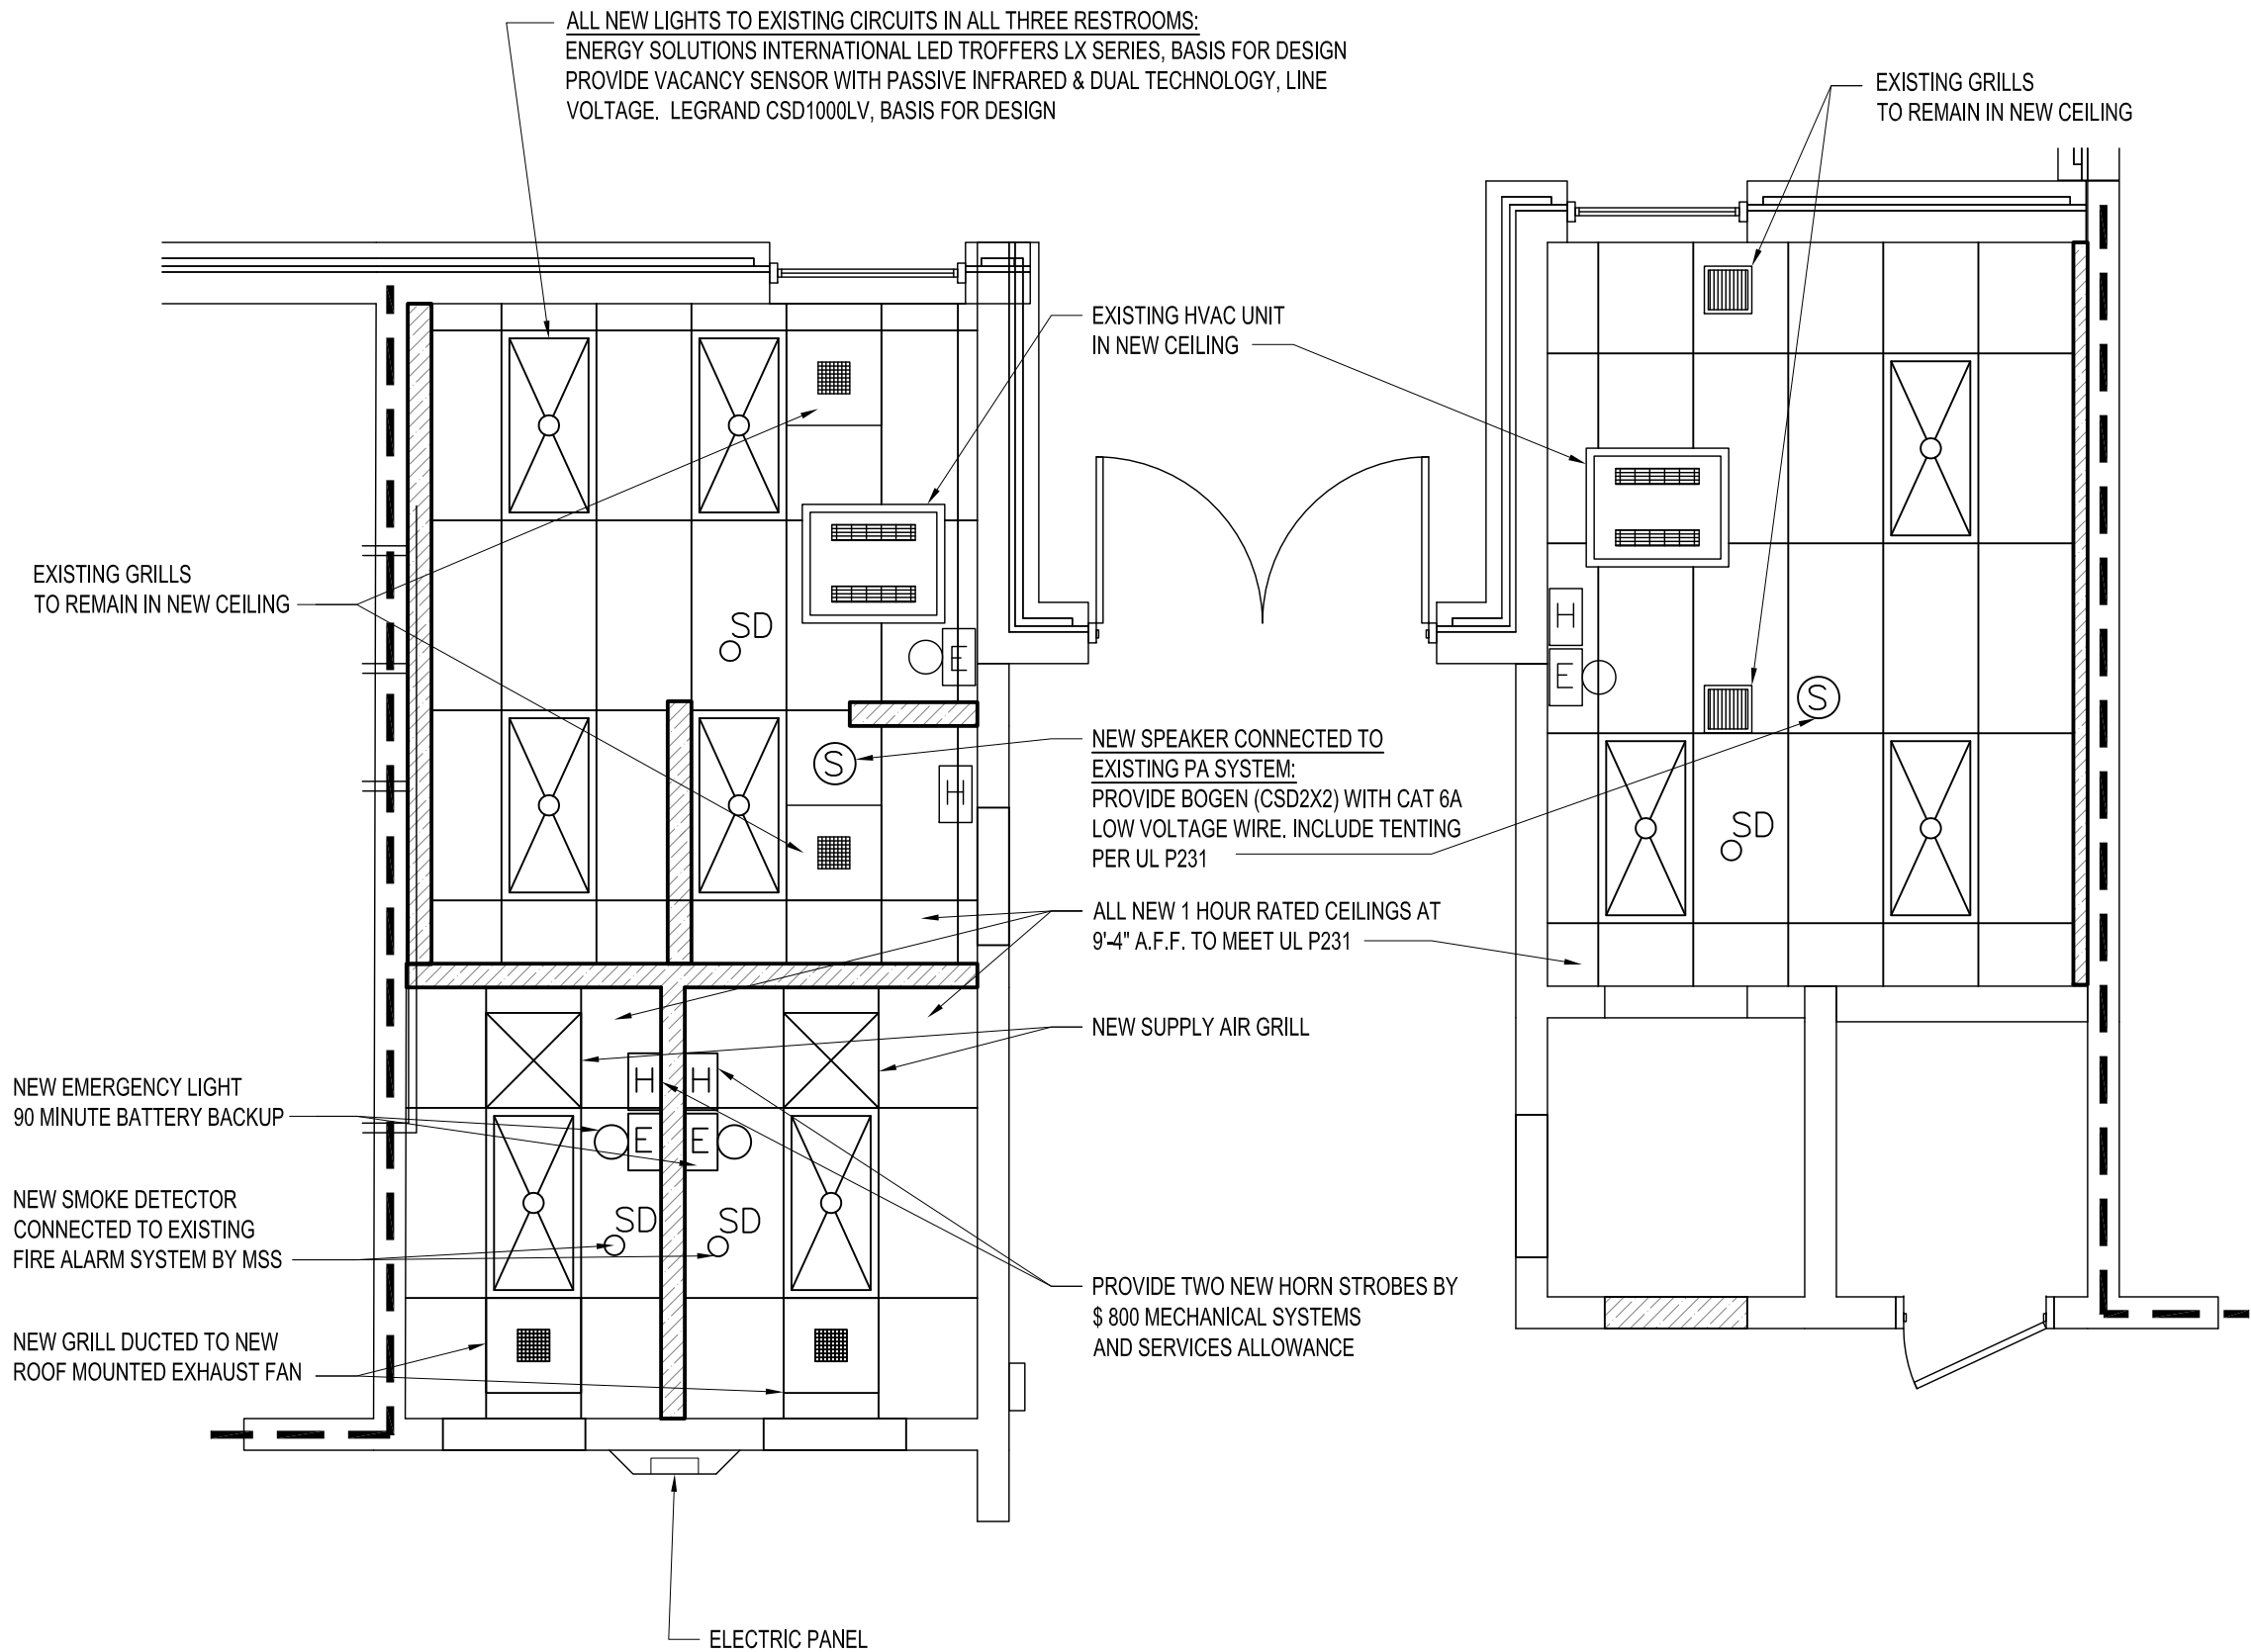 ALL NEW LIGHTS TO EXISTING CIRCUITS IN ALL THREE RESTROOMS:
ENERGY SOLUTIONS INTERNATIONAL LED TROFFERS LX SERIES, BASIS FOR DESIGN
PROVIDE VACANCY SENSOR WITH PASSIVE INFRARED & DUAL TECHNOLOGY, LINE
VOLTAGE. LEGRAND CSD1000LV, BASIS FOR DESIGN
EXISTING GRILLS
TO REMAIN IN NEW CEILING
EXISTING HVAC UNIT
IN NEW CEILING
EXISTING GRILLS
TO REMAIN IN NEW CEILING
SD
E
H
E
S
NEW SPEAKER CONNECTED TO
EXISTING PA SYSTEM:
PROVIDE BOGEN (CSD2X2) WITH CAT 6A
LOW VOLTAGE WIRE. INCLUDE TENTING
PER UL P231
S
H
SD
ALL NEW 1 HOUR RATED CEILINGS AT
9'-4" A.F.F. TO MEET UL P231
NEW SUPPLY AIR GRILL
H H
E E
NEW EMERGENCY LIGHT
90 MINUTE BATTERY BACKUP
NEW SMOKE DETECTOR
CONNECTED TO EXISTING
FIRE ALARM SYSTEM BY MSS
SD SD
PROVIDE TWO NEW HORN STROBES BY
$ 800 MECHANICAL SYSTEMS
AND SERVICES ALLOWANCE
NEW GRILL DUCTED TO NEW
ROOF MOUNTED EXHAUST FAN
ELECTRIC PANEL